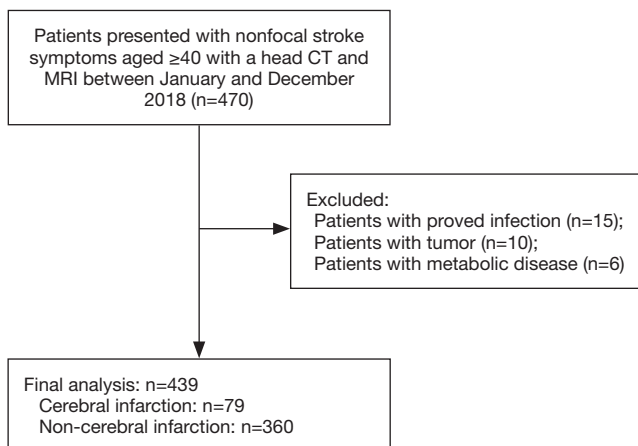 Patients presented with nonfocal stroke
symptoms aged ≥40 with a head CT and
MRI between January and December
2018 (n=470)
Excluded:
Patients with proved infection (n=15);
Patients with tumor (n=10);
Patients with metabolic disease (n=6)
Final analysis: n=439
Cerebral infarction: n=79
Non-cerebral infarction: n=360